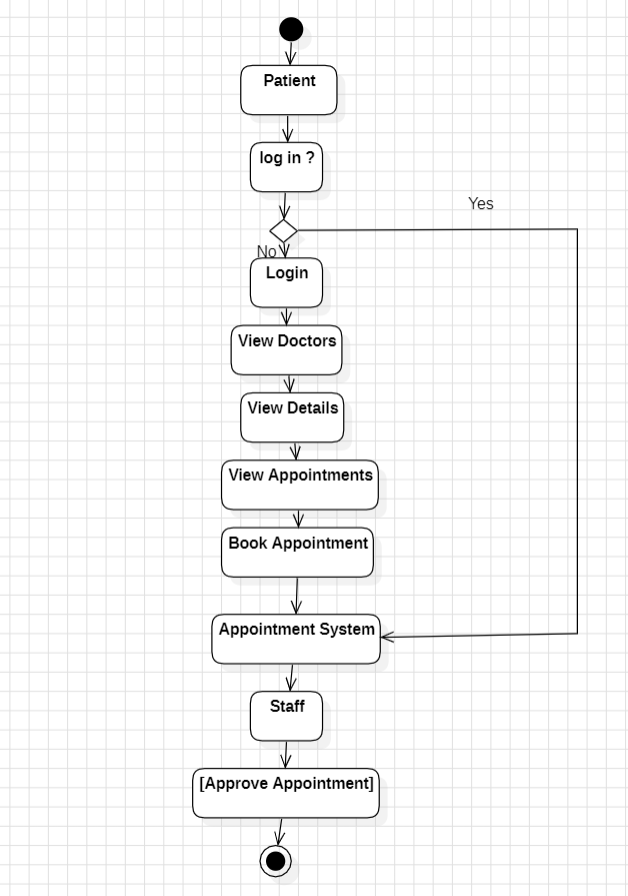 Patient
log in ?
Yes
No
Login
View Doctors
View Details
View Appointments
Book Appointment
Appointment System
Staff
[Approve Appointment]